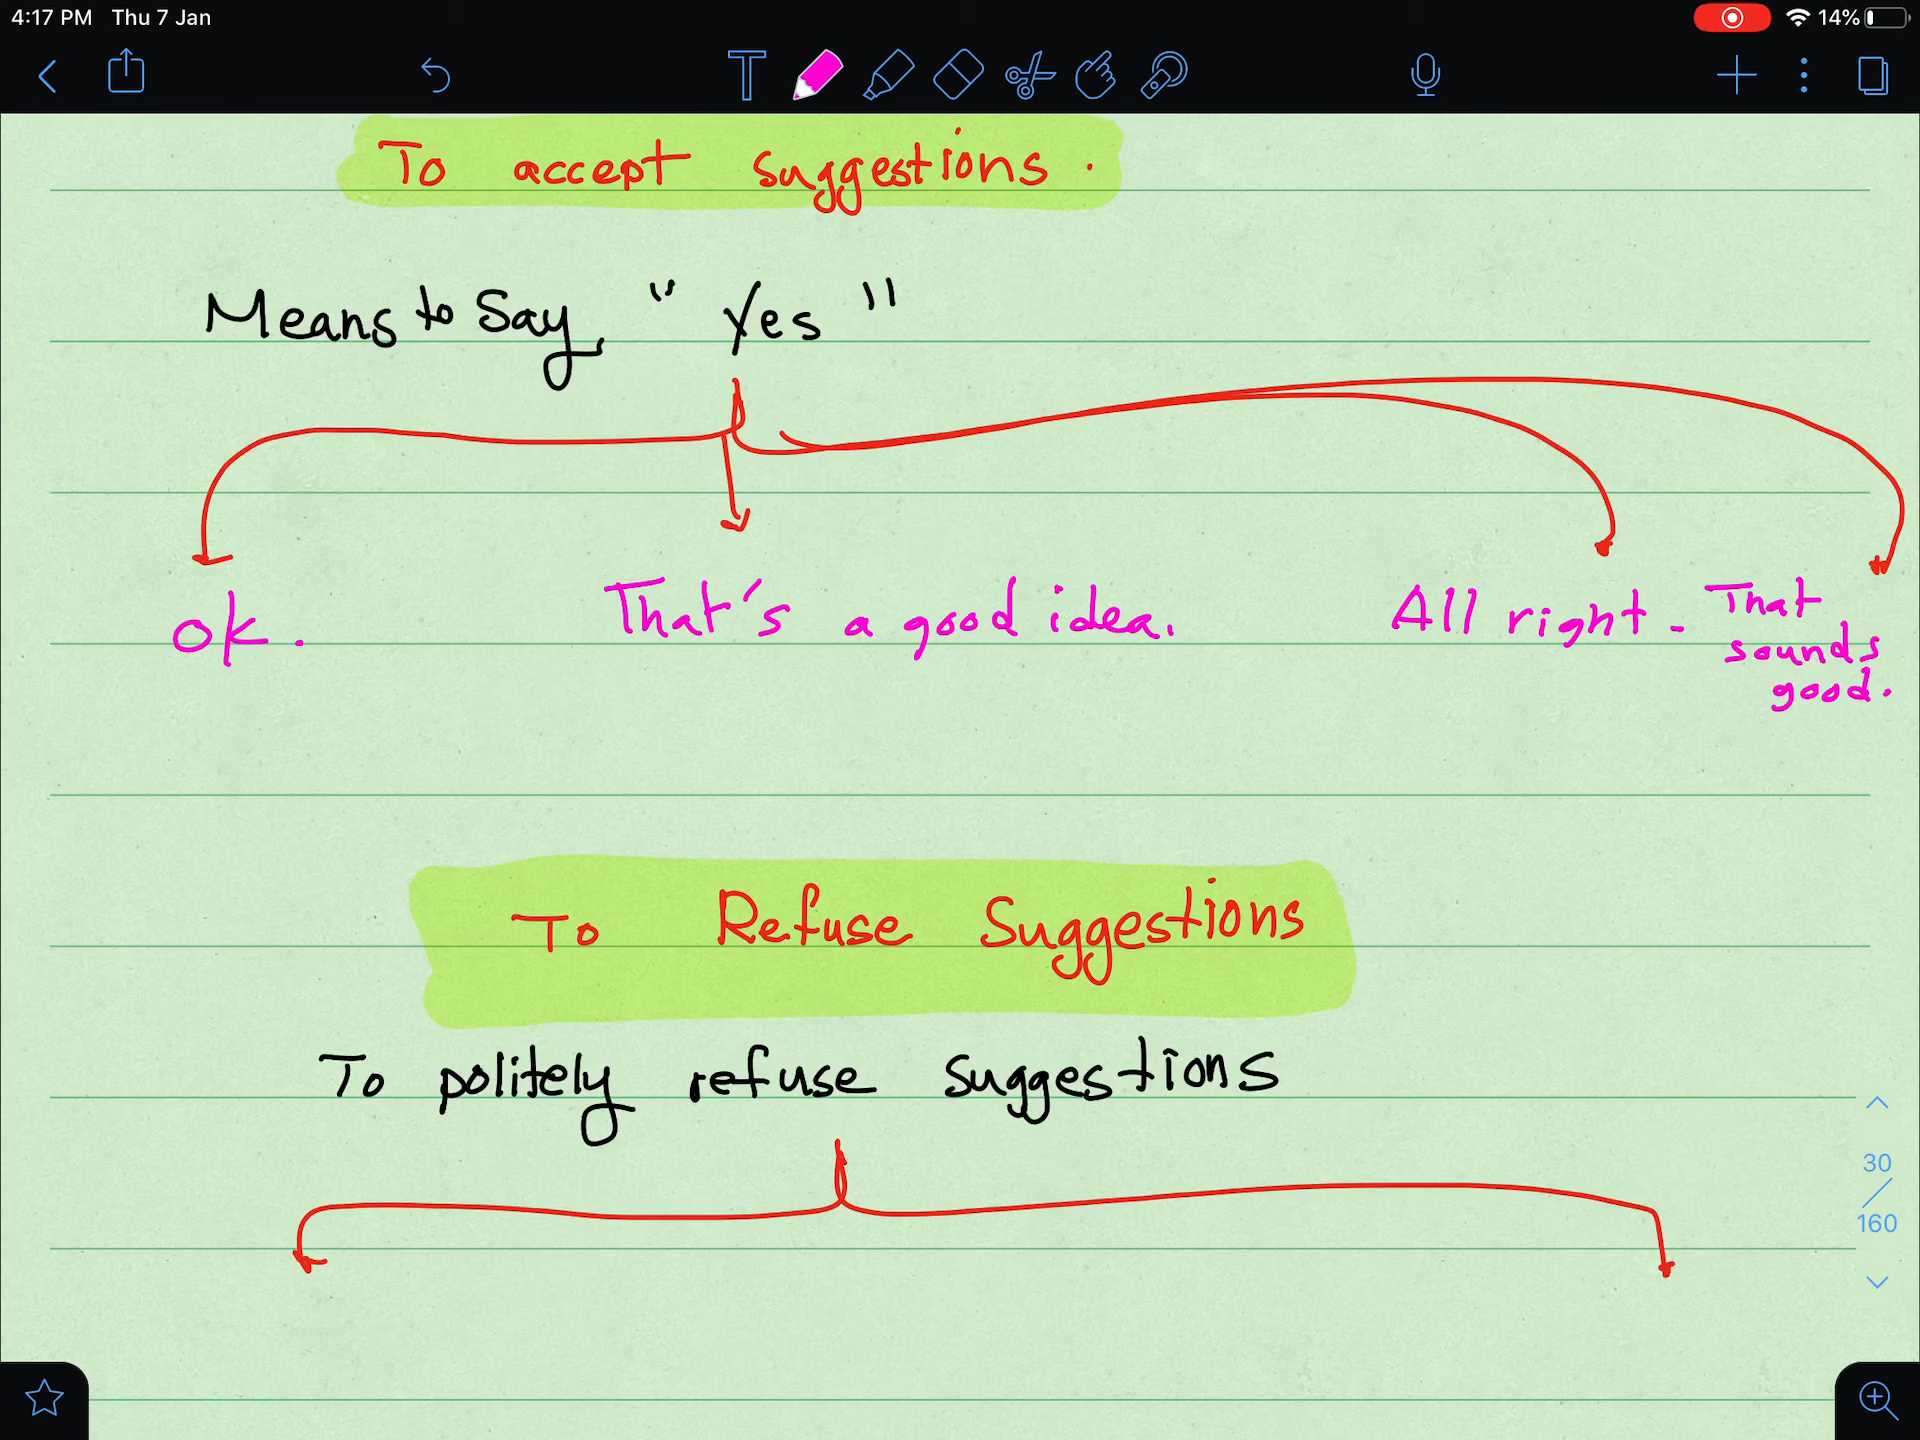 4:17 PM Thu 7 Jan 14%
To accept suggestions.
Means to Say, " Yes "
ok. That's a good idea. All right. That
sounds
good.
To Refuse Suggestions
To politely refuse suggestions
30
160